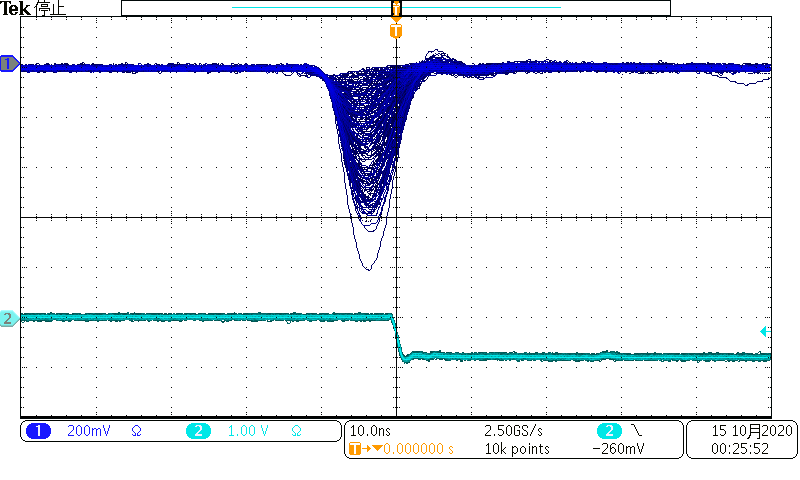 Tek 停止
T
T
1
2
1 200mV Ω 2 1.00 V Ω
10.0ns 2.50GS/s 2
T→▼0.000000 s 10k points −260mV
15 10月2020
00:25:52